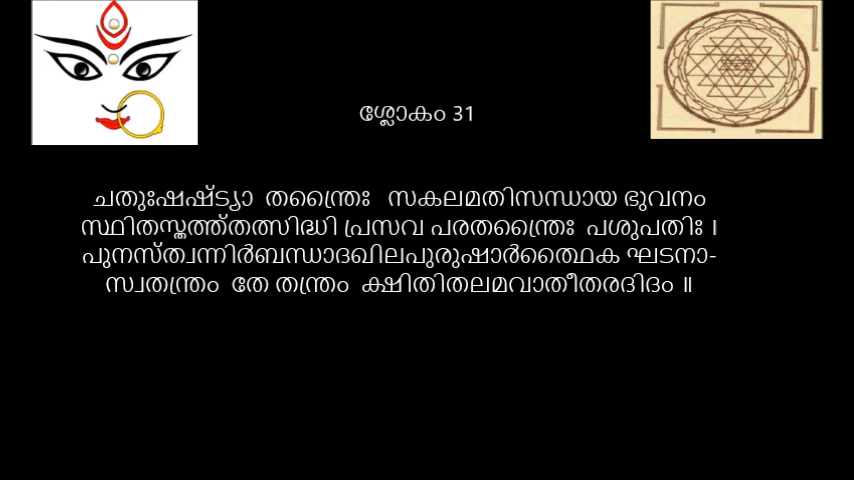 ശ്ലോകം 31
ചതുഃഷഷ്ട്യാ തന്ത്രൈഃ സകലമതിസന്ധായ ഭുവനം
സ്ഥിതസ്തത്ത്തത്സിദ്ധി പ്രസവ പരതന്ത്രൈഃ പശുപതിഃ ।
പുനസ്ത്വന്നിർബന്ധാദഖിലപുരുഷാർത്ഥൈക ഘടനാ-
സ്വതന്ത്രം തേ തന്ത്രം ക്ഷിതിതലമവാതീതരദിദം ॥